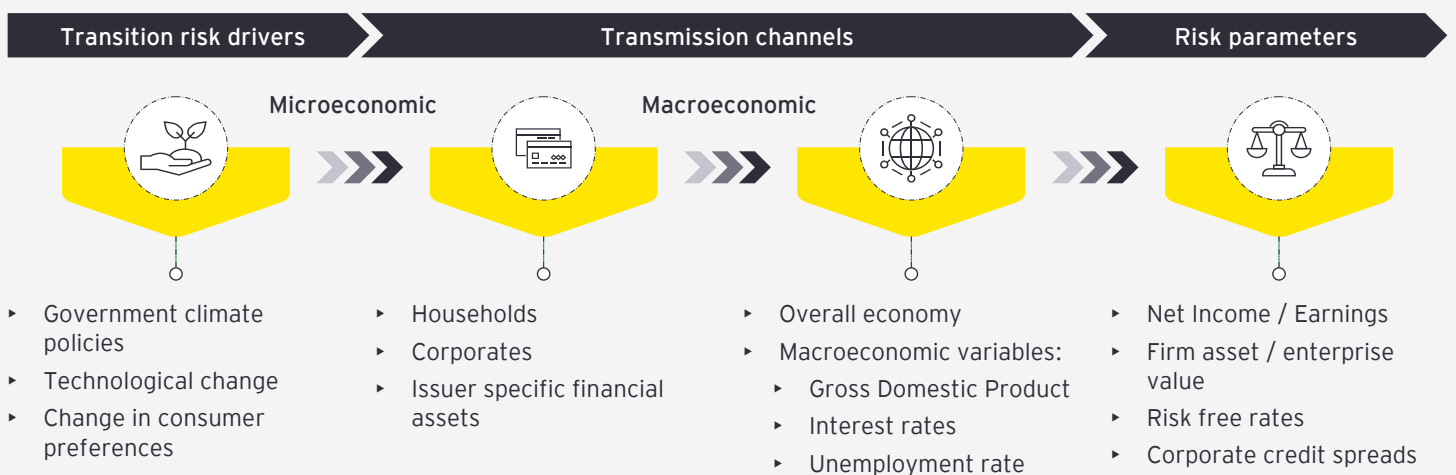 Transition risk drivers
Transmission channels
Risk parameters
Microeconomic
Macroeconomic
▸ Government climate
policies
▸ Technological change
▸ Change in consumer
preferences
▸ Households
▸ Corporates
▸ Issuer specific financial
assets
▸ Overall economy
▸ Macroeconomic variables:
▸ Gross Domestic Product
▸ Interest rates
▸ Unemployment rate
▸ Net Income / Earnings
▸ Firm asset / enterprise
value
▸ Risk free rates
▸ Corporate credit spreads